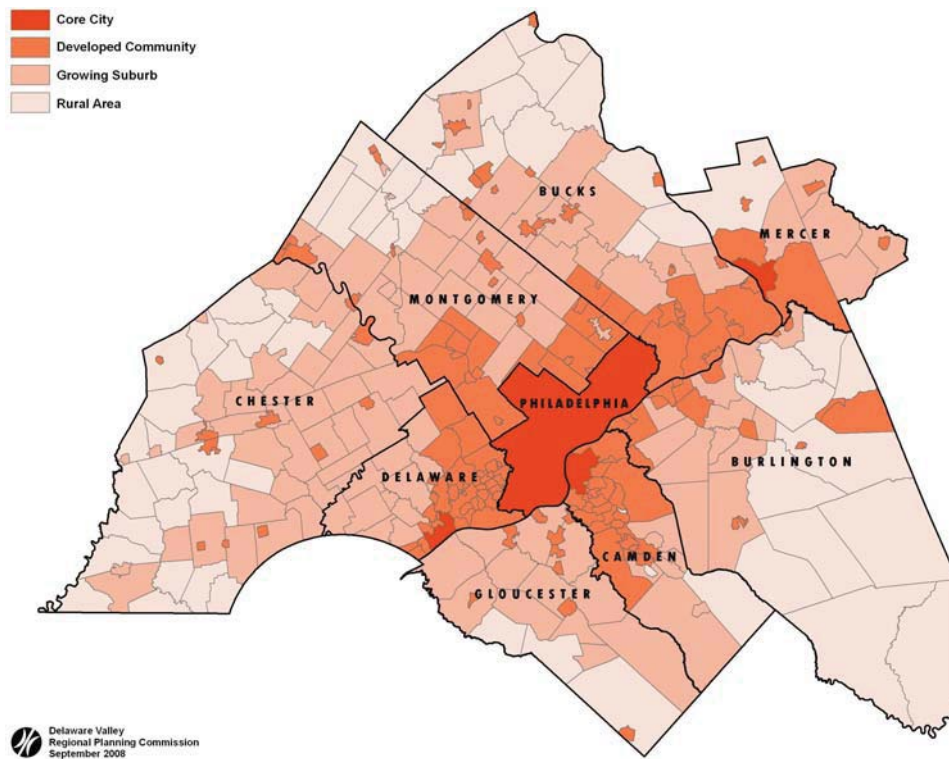 Core City
Developed Community
Growing Suburb
Rural Area
BUCKS
MERCER
MONTGOMERY
CHESTER
PHILADELPHIA
BURLINGTON
DELAWARE
CAMDEN
GLOUCESTER
Delaware Valley
Regional Planning Commission
September 2008